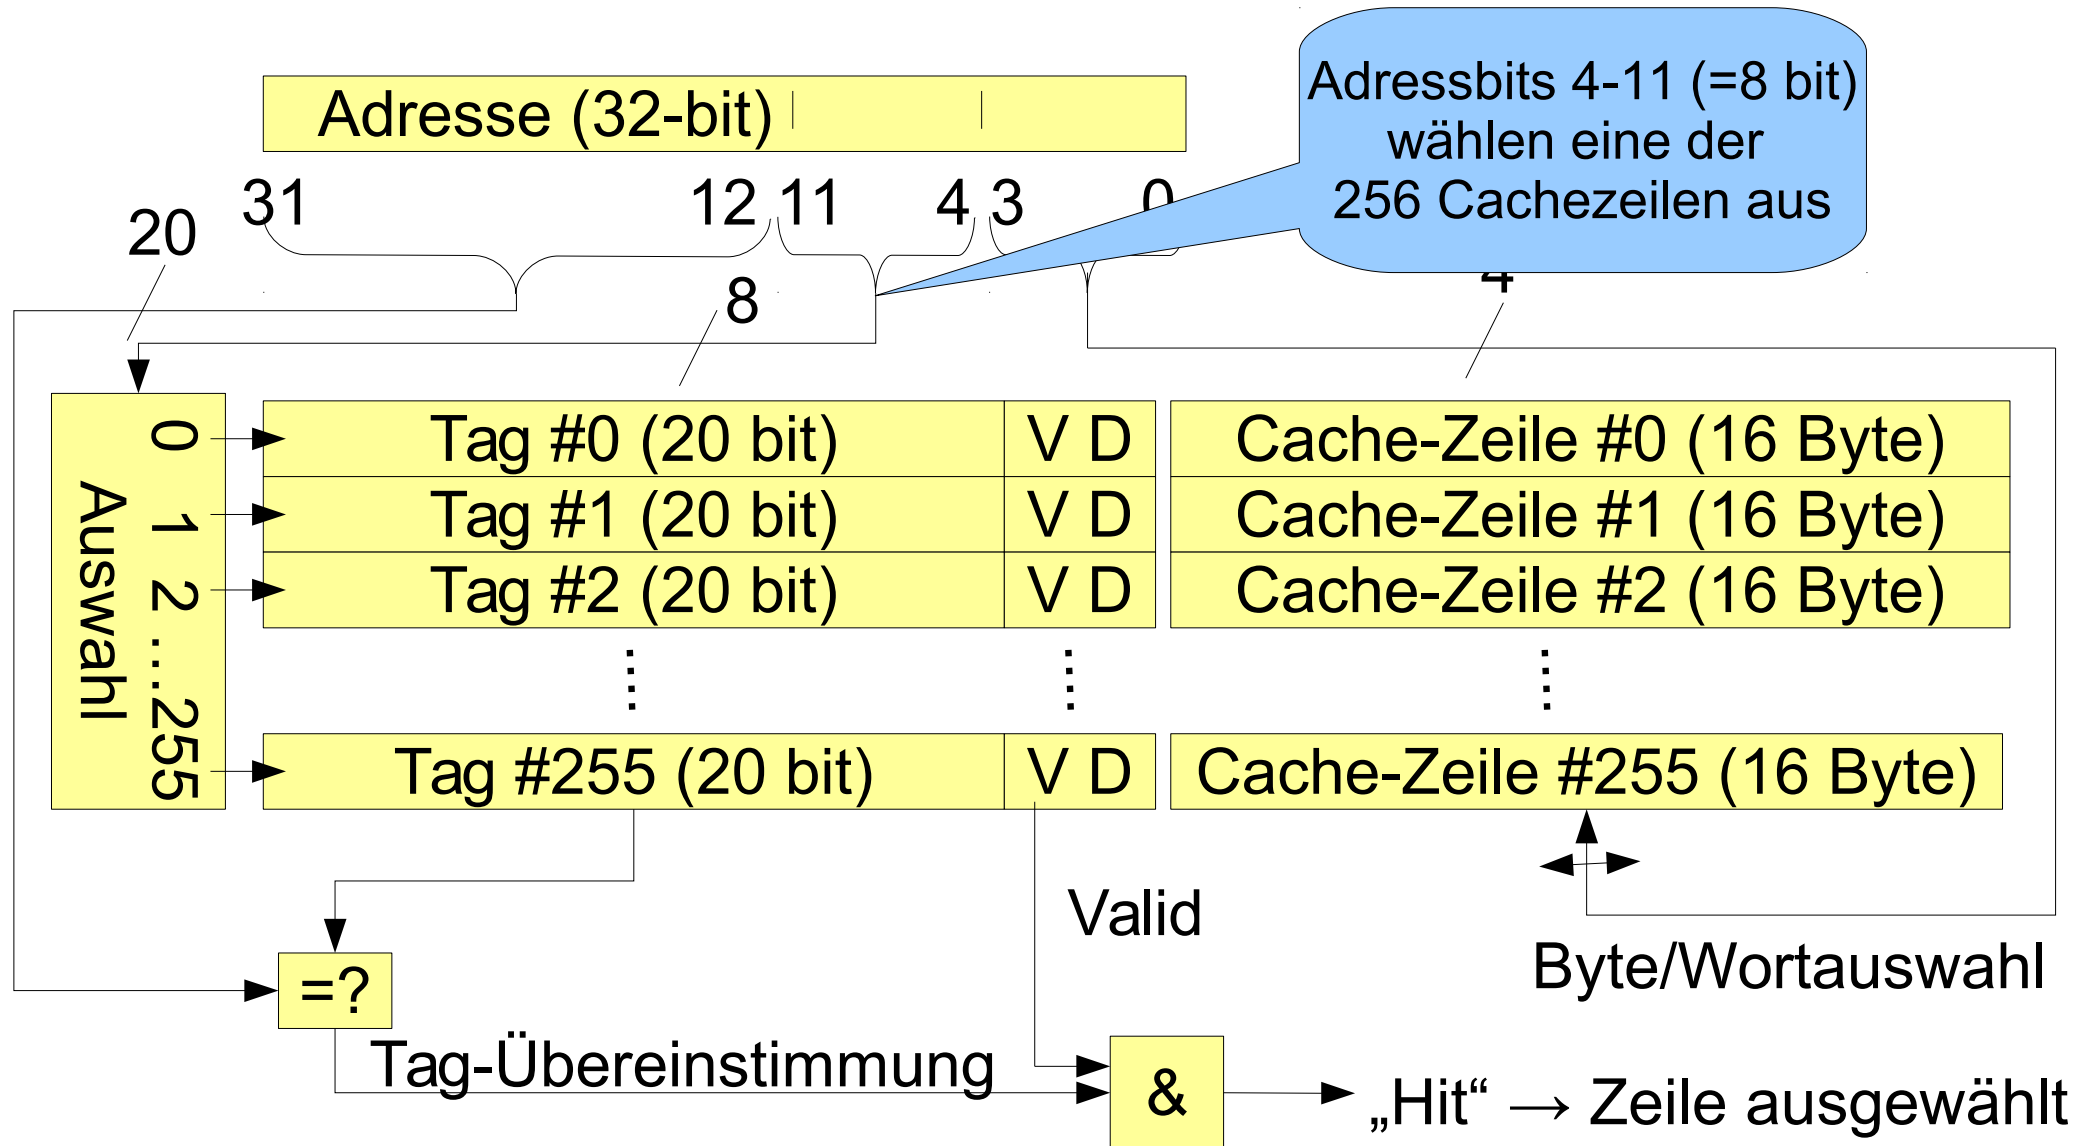 Adresse (32-bit)
Adressbits 4-11 (=8 bit)
wählen eine der
256 Cachezeilen aus
31
12
11
4
3
0
20
8
4
Auswahl
0 1 2 ...255
Tag #0 (20 bit)
V D
Cache-Zeile #0 (16 Byte)
Tag #1 (20 bit)
V D
Cache-Zeile #1 (16 Byte)
Tag #2 (20 bit)
V D
Cache-Zeile #2 (16 Byte)
Tag #255 (20 bit)
V D
Cache-Zeile #255 (16 Byte)
Valid
Byte/Wortauswahl
=?
Tag-Übereinstimmung
&
„Hit“ → Zeile ausgewählt